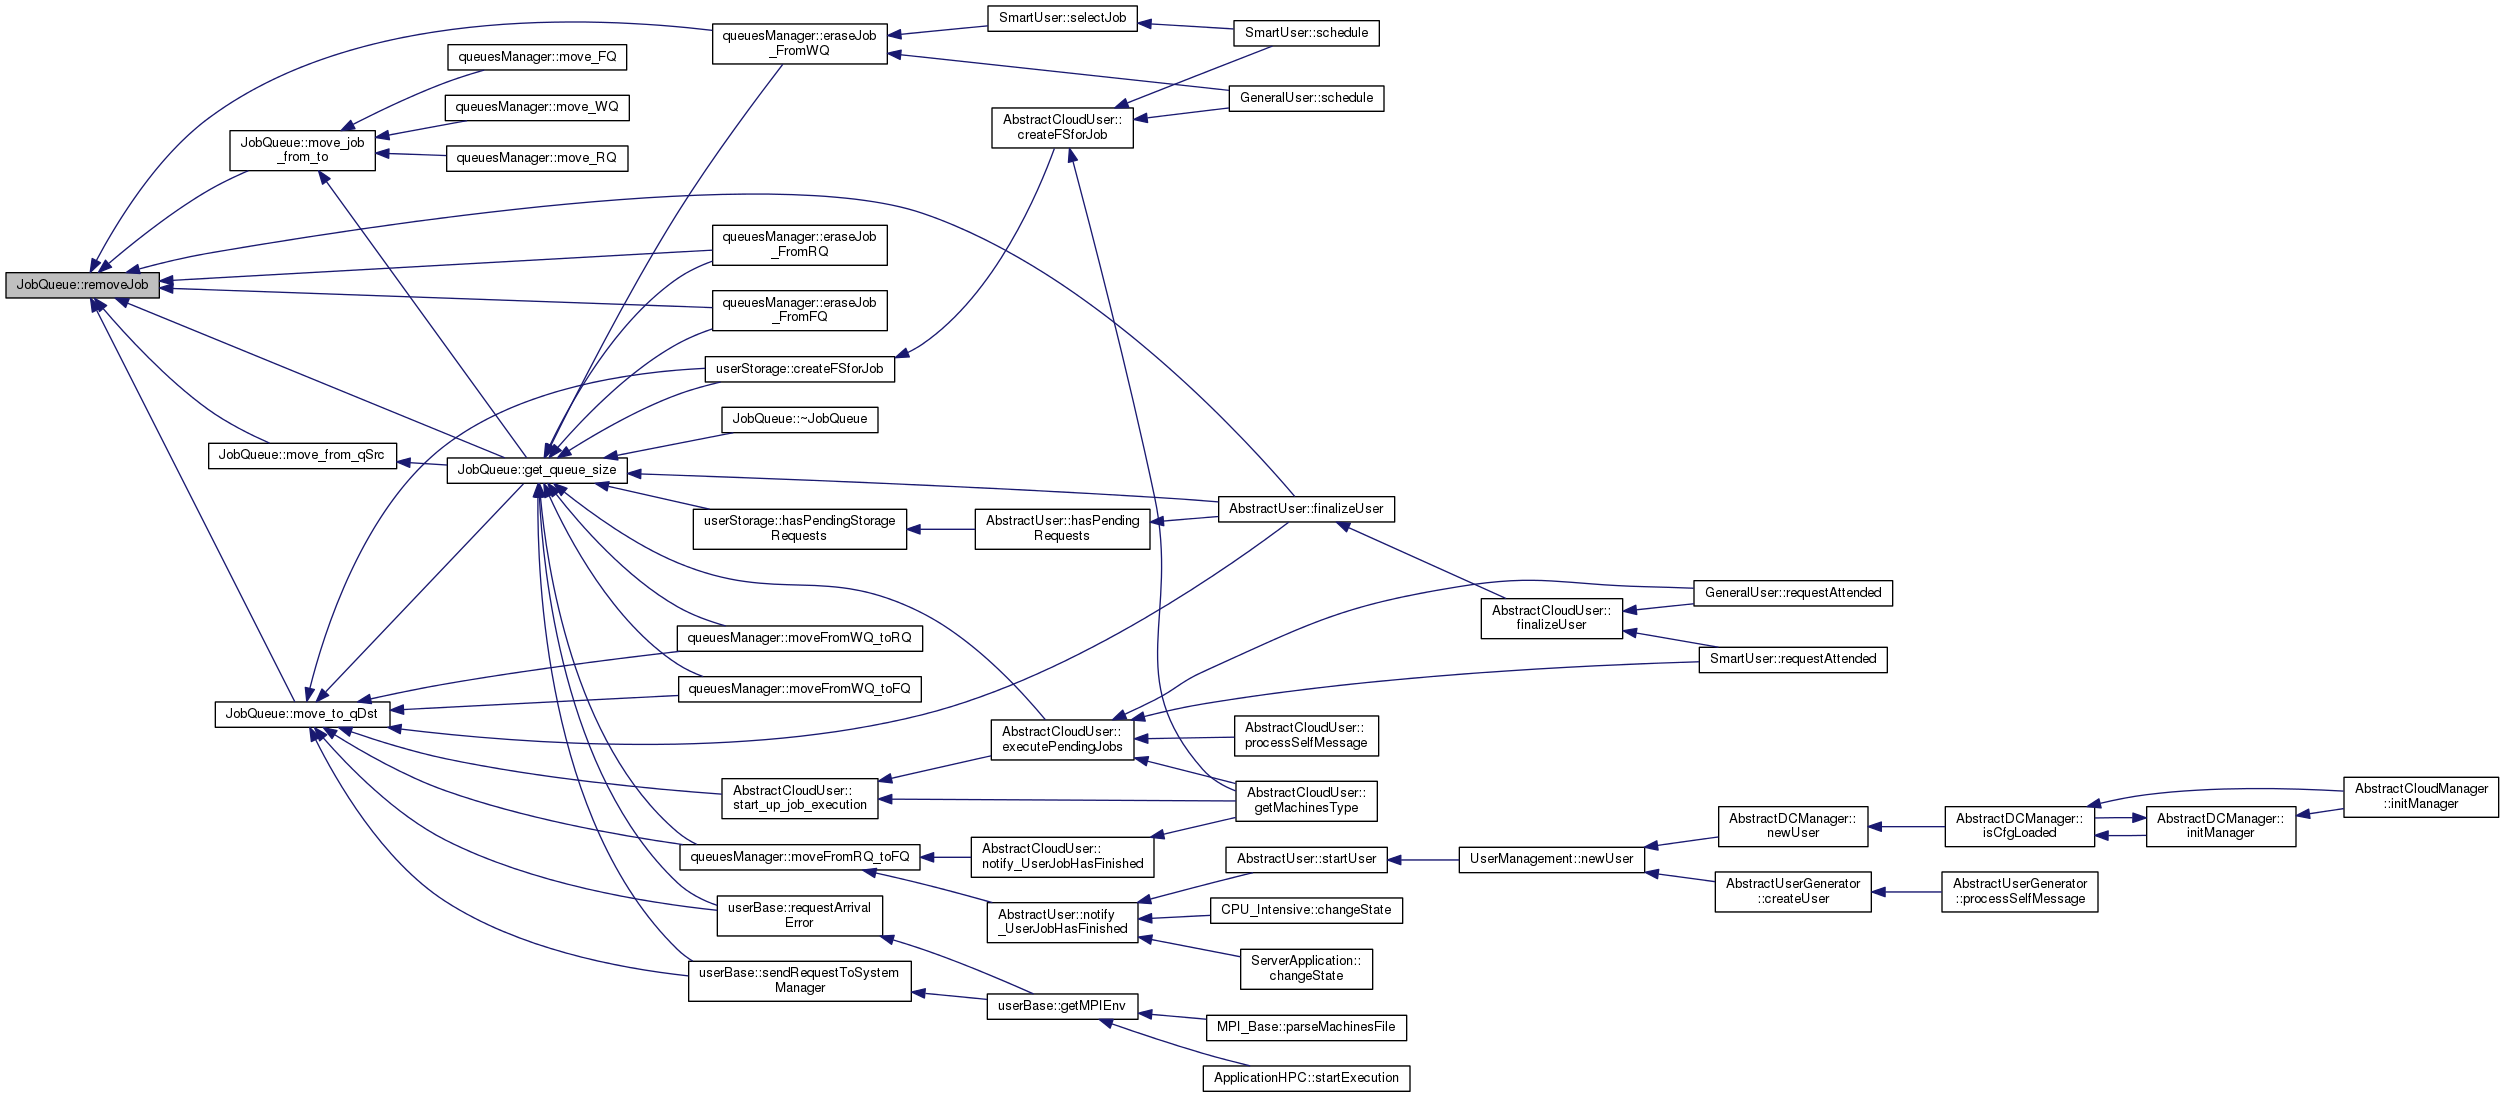 JobQueue::removeJob
JobQueue::move_job
_from_to
JobQueue::move_from_qSrc
JobQueue::move_to_qDst
queuesManager::move_FQ
queuesManager::move_WQ
queuesManager::move_RQ
JobQueue::get_queue_size
queuesManager::eraseJob
_FromWQ
queuesManager::eraseJob
_FromRQ
queuesManager::eraseJob
_FromFQ
userStorage::createFSforJob
JobQueue::~JobQueue
userStorage::hasPendingStorage
Requests
queuesManager::moveFromWQ_toRQ
queuesManager::moveFromWQ_toFQ
AbstractCloudUser::
start_up_job_execution
queuesManager::moveFromRQ_toFQ
userBase::requestArrival
Error
userBase::sendRequestToSystem
Manager
SmartUser::selectJob
AbstractCloudUser::
createFSforJob
AbstractUser::hasPending
Requests
AbstractCloudUser::
executePendingJobs
AbstractCloudUser::
notify_UserJobHasFinished
AbstractUser::notify
_UserJobHasFinished
userBase::getMPIEnv
SmartUser::schedule
GeneralUser::schedule
AbstractUser::finalizeUser
AbstractCloudUser::
processSelfMessage
AbstractCloudUser::
getMachinesType
AbstractUser::startUser
CPU_Intensive::changeState
ServerApplication::
changeState
MPI_Base::parseMachinesFile
ApplicationHPC::startExecution
AbstractCloudUser::
finalizeUser
UserManagement::newUser
GeneralUser::requestAttended
SmartUser::requestAttended
AbstractDCManager::
newUser
AbstractUserGenerator
::createUser
AbstractDCManager::
isCfgLoaded
AbstractUserGenerator
::processSelfMessage
AbstractDCManager::
initManager
AbstractCloudManager
::initManager